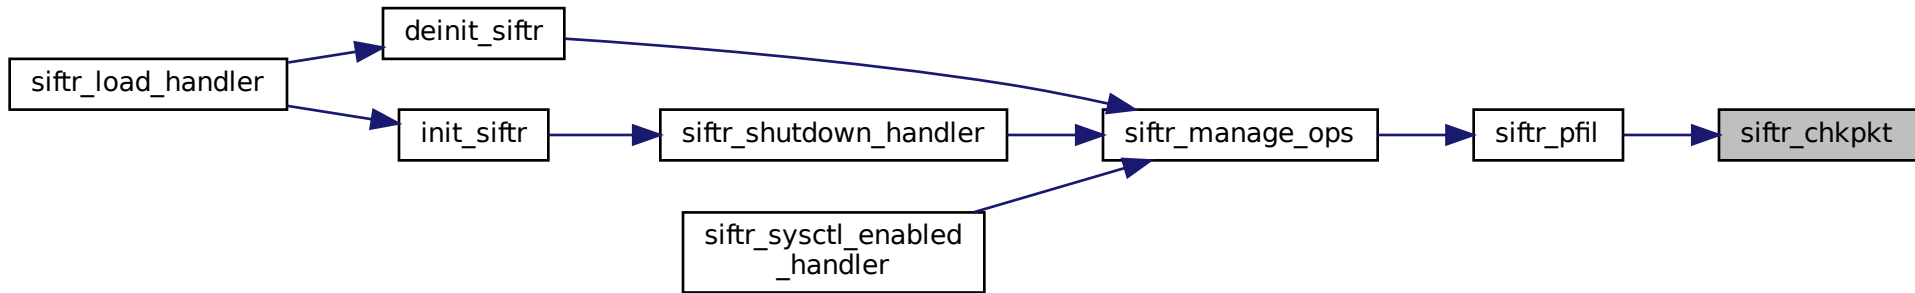 deinit_siftr
siftr_load_handler
init_siftr
siftr_shutdown_handler
siftr_manage_ops
siftr_pfil
siftr_chkpkt
siftr_sysctl_enabled
_handler